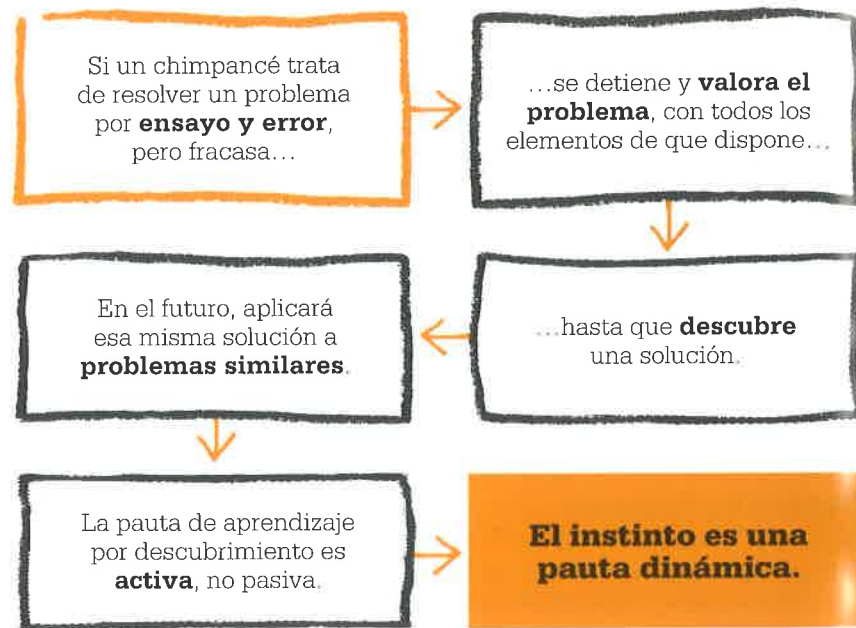 Si un chimpancé trata
de resolver un problema
por ensayo y error,
pero fracasa…
…se detiene y valora el
problema, con todos los
elementos de que dispone…
…hasta que descubre
una solución.
En el futuro, aplicará
esa misma solución a
problemas similares.
La pauta de aprendizaje
por descubrimiento es
activa, no pasiva.
El instinto es una
pauta dinámica.